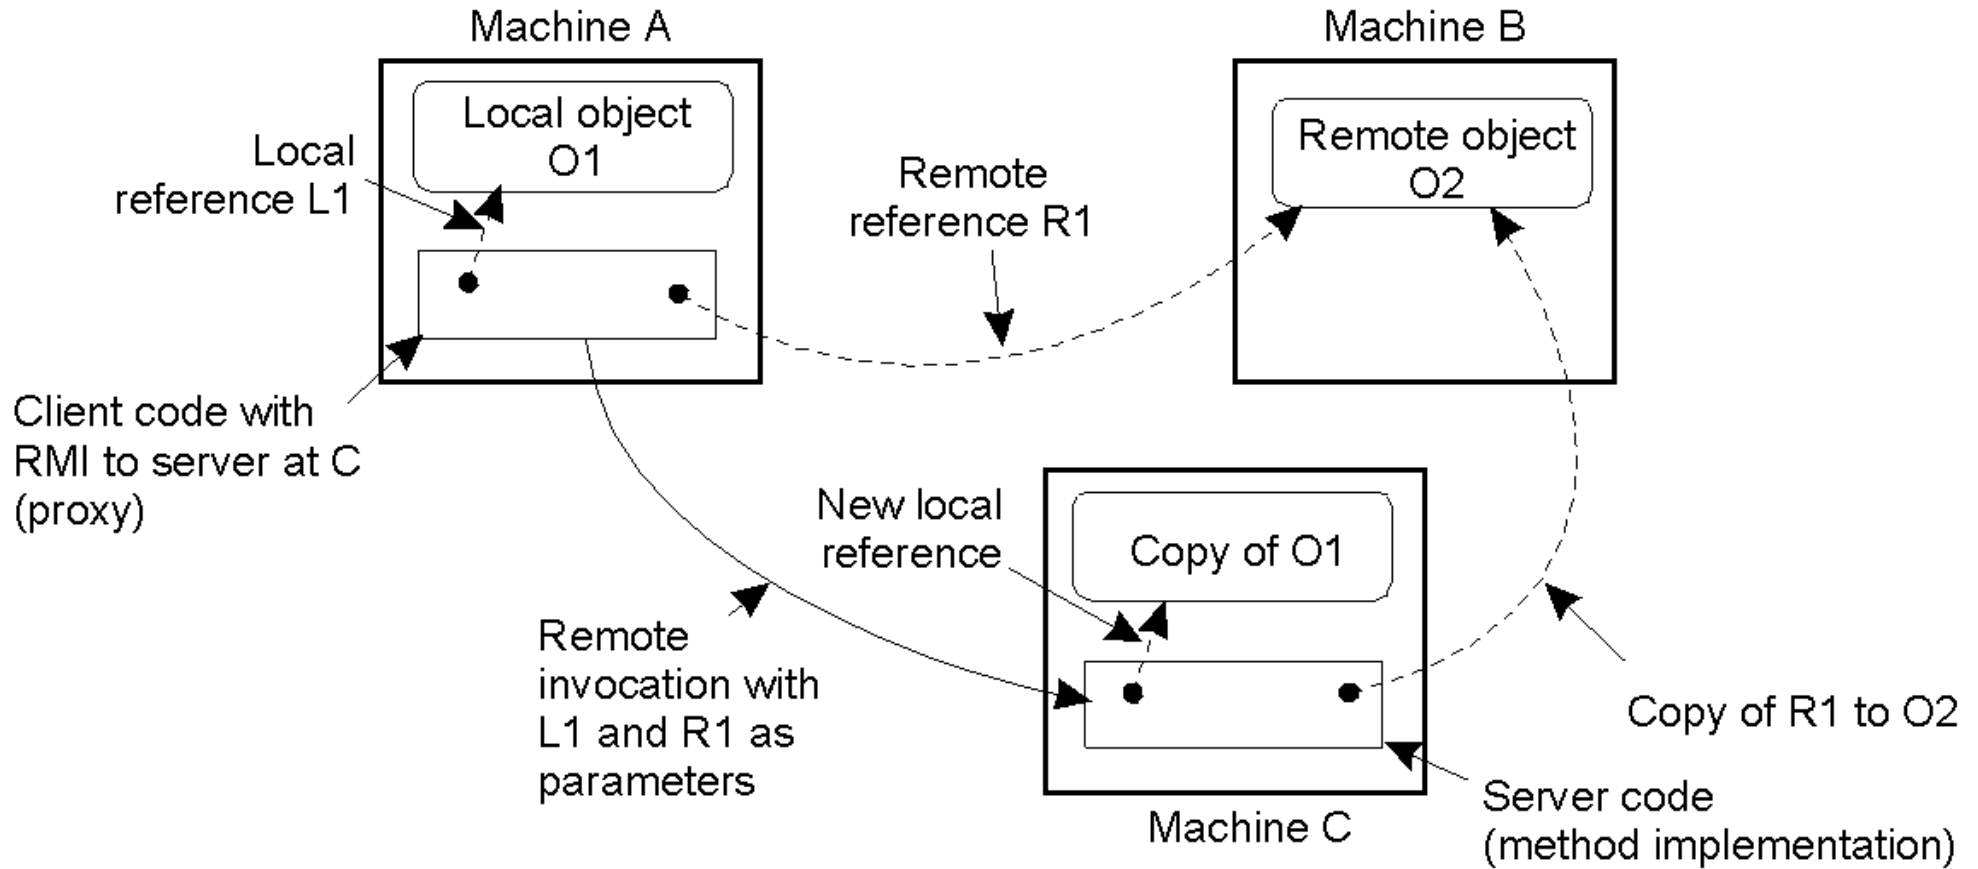 Machine A
Machine B
Local object
O1
Remote object
O2
Local
reference L1
Remote
reference R1
Client code with
RMI to server at C
(proxy)
New local
reference
Copy of O1
Remote
invocation with
L1 and R1 as
parameters
Copy of R1 to O2
Server code
(method implementation)
Machine C